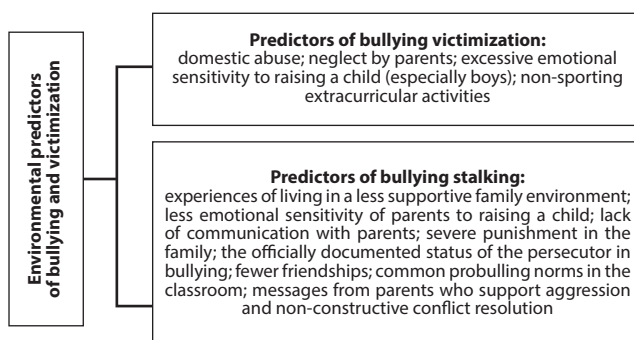 Environmental predictors
of bullying and victimization
Predictors of bullying victimization:
domestic abuse; neglect by parents; excessive emotional
sensitivity to raising a child (especially boys); non-sporting
extracurricular activities
Predictors of bullying stalking:
experiences of living in a less supportive family environment;
less emotional sensitivity of parents to raising a child; lack
of communication with parents; severe punishment in the
family; the officially documented status of the persecutor in
bullying; fewer friendships; common probulling norms in the
classroom; messages from parents who support aggression
and non-constructive conflict resolution